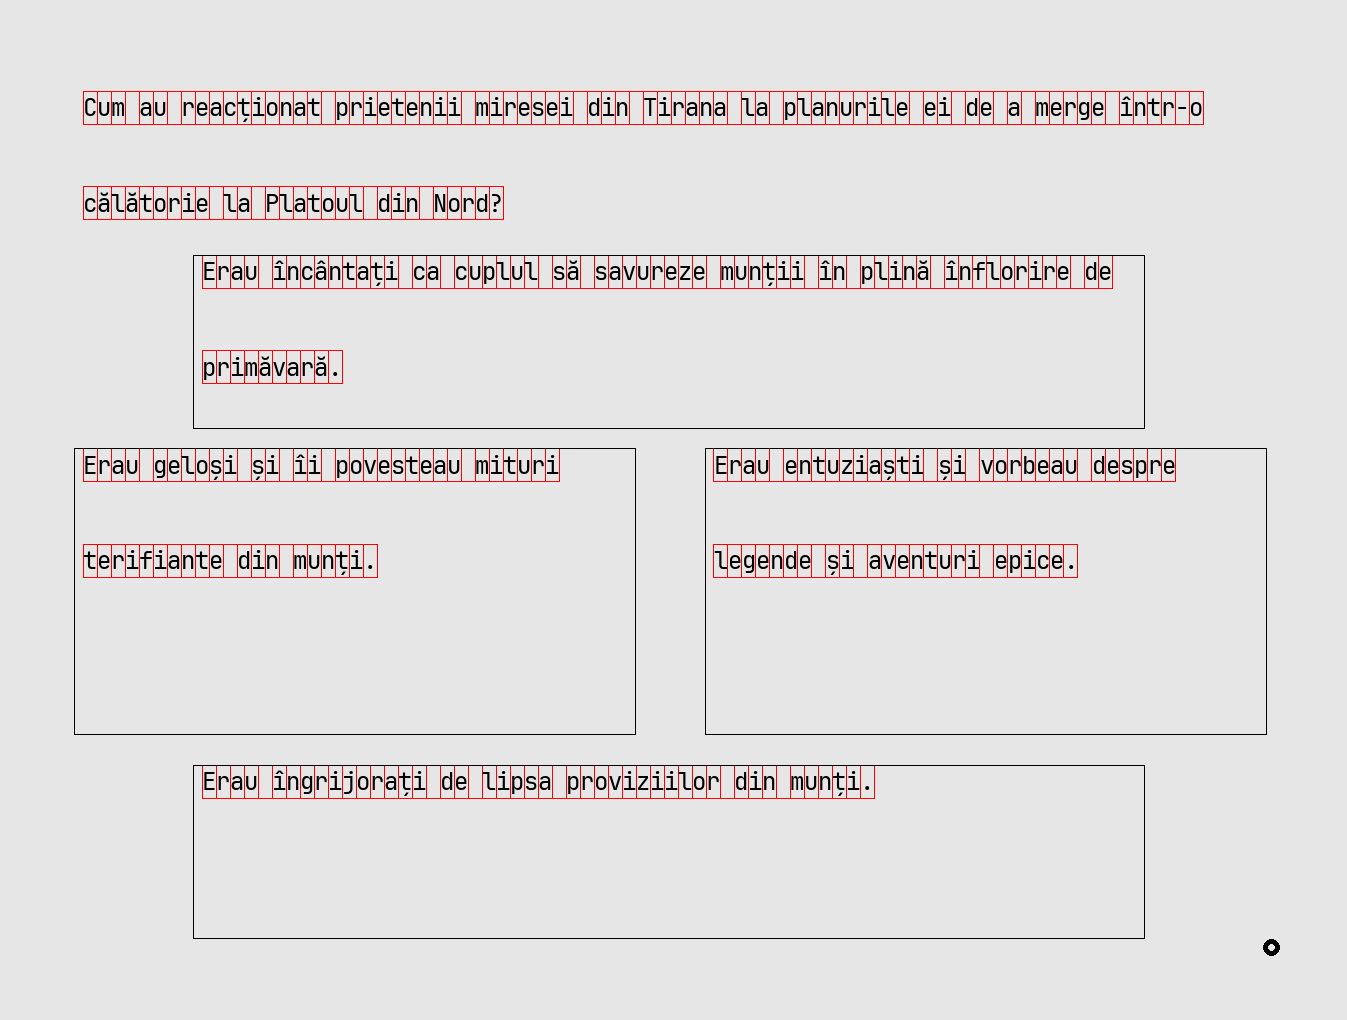 Cum au reacționat prietenii miresei din Tirana la planurile ei de a merge într-o
călătorie la Platoul din Nord?
Erau încântați ca cuplul să savureze munții în plină înflorire de
primăvară.
Erau geloși și îi povesteau mituri
terifiante din munți.
Erau entuziaști și vorbeau despre
legende și aventuri epice.
Erau îngrijorați de lipsa proviziilor din munți.